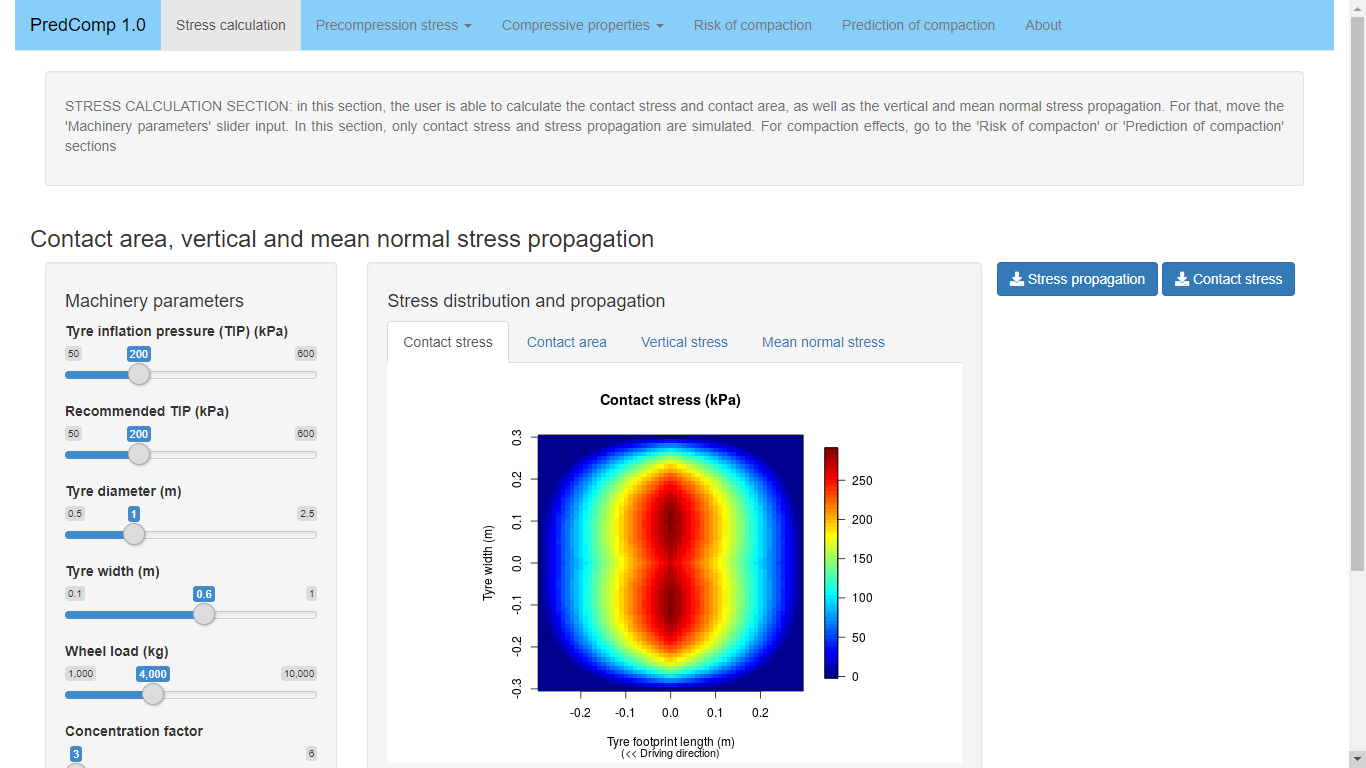 PredComp 1.0 Stress calculation Precompression stress Compressive properties Risk of compaction Prediction of compaction About
STRESS CALCULATION SECTION: in this section, the user is able to calculate the contact stress and contact area, as well as the vertical and mean normal stress propagation. For that, move the
'Machinery parameters' slider input. In this section, only contact stress and stress propagation are simulated. For compaction effects, go to the 'Risk of compacton' or 'Prediction of compaction'
sections
Contact area, vertical and mean normal stress propagation
Machinery parameters
Tyre inflation pressure (TIP) (kPa)
50 200 600
Recommended TIP (kPa)
50 200 600
Tyre diameter (m)
0.5 1 2.5
Tyre width (m)
0.1 0.6 1
Wheel load (kg)
1,000 4,000 10,000
Concentration factor
3 6
Stress distribution and propagation
Contact stress Contact area Vertical stress Mean normal stress
Contact stress (kPa)
Tyre width (m)
0.3
0.2
0.1
0.0
-0.1
-0.2
-0.3
-0.2 -0.1 0.0 0.1 0.2
Tyre footprint length (m)
(<< Driving direction)
250
200
150
100
50
0
Stress propagation Contact stress